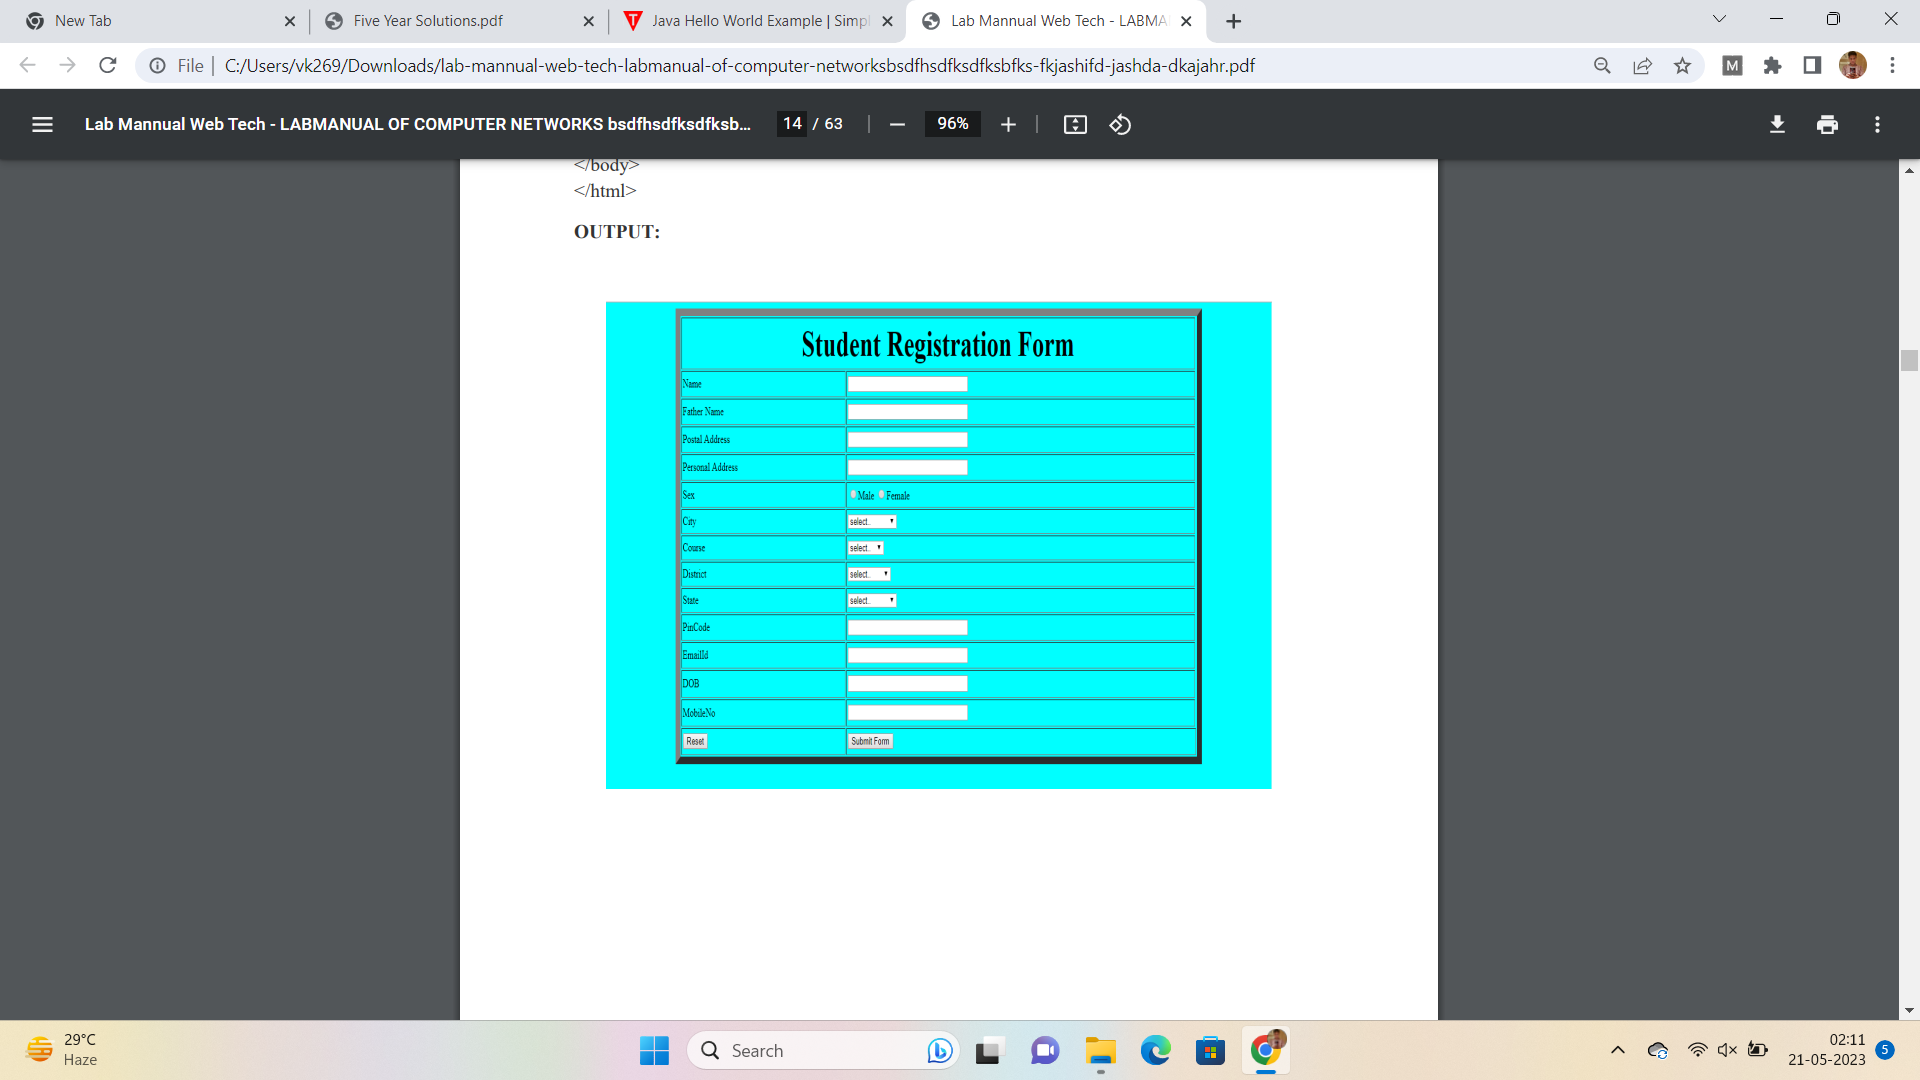 New Tab
Five Year Solutions.pdf
Java Hello World Example | Simpl
Lab Mannual Web Tech - LABMA
File
C:/Users/vk269/Downloads/lab-mannual-web-tech-labmanual-of-computer-networksbsdfhsdfksdfksbfks-fkjashifd-jashda-dkajahr.pdf
M
Lab Mannual Web Tech - LABMANUAL OF COMPUTER NETWORKS bsdfhsdfksdfksb...
14 / 63
96%
</body>
</html>
OUTPUT:
Student Registration Form
Name
Father Name
Postal Address
Personal Address
Sex Male Female
City select..
Course select..
District select..
State select..
PinCode
EmailId
DOB
MobileNo
Reset Submit Form
29°C
Haze
Search
02:11
21-05-2023
5